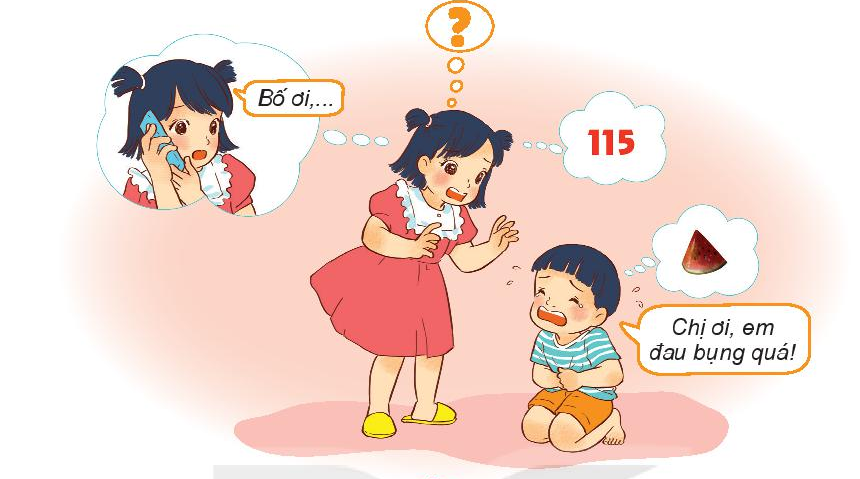 ?
Bố ơi,...
115
Chị ơi, em
đau bụng quá!